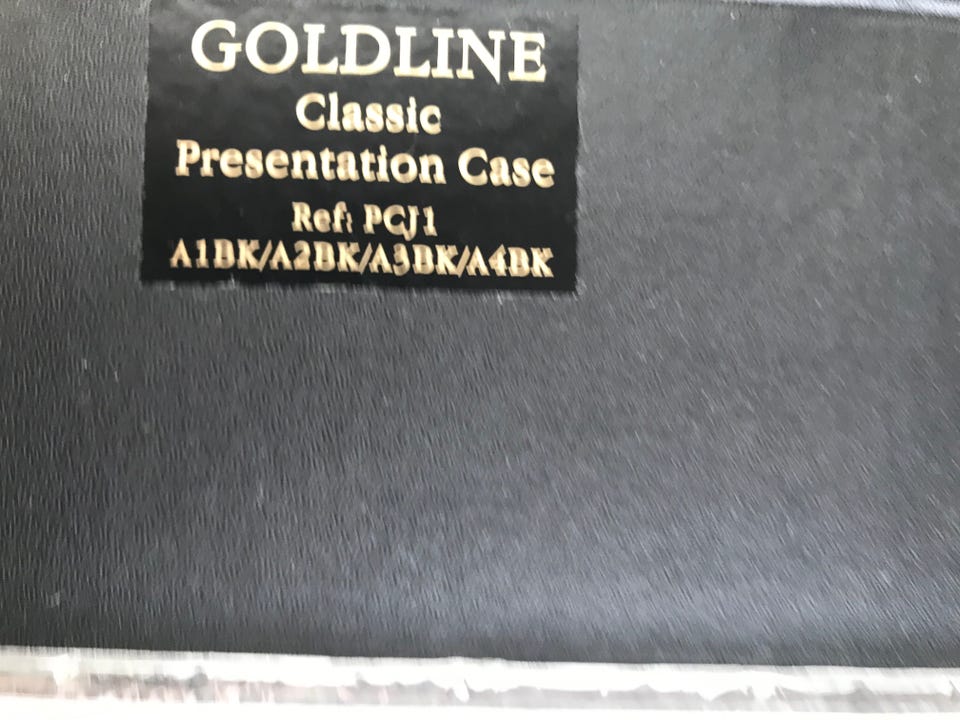 GOLDLINE
Classic
Presentation Case
Ref: PCJ1
A1BK/A2BK/A3BK/A4BK